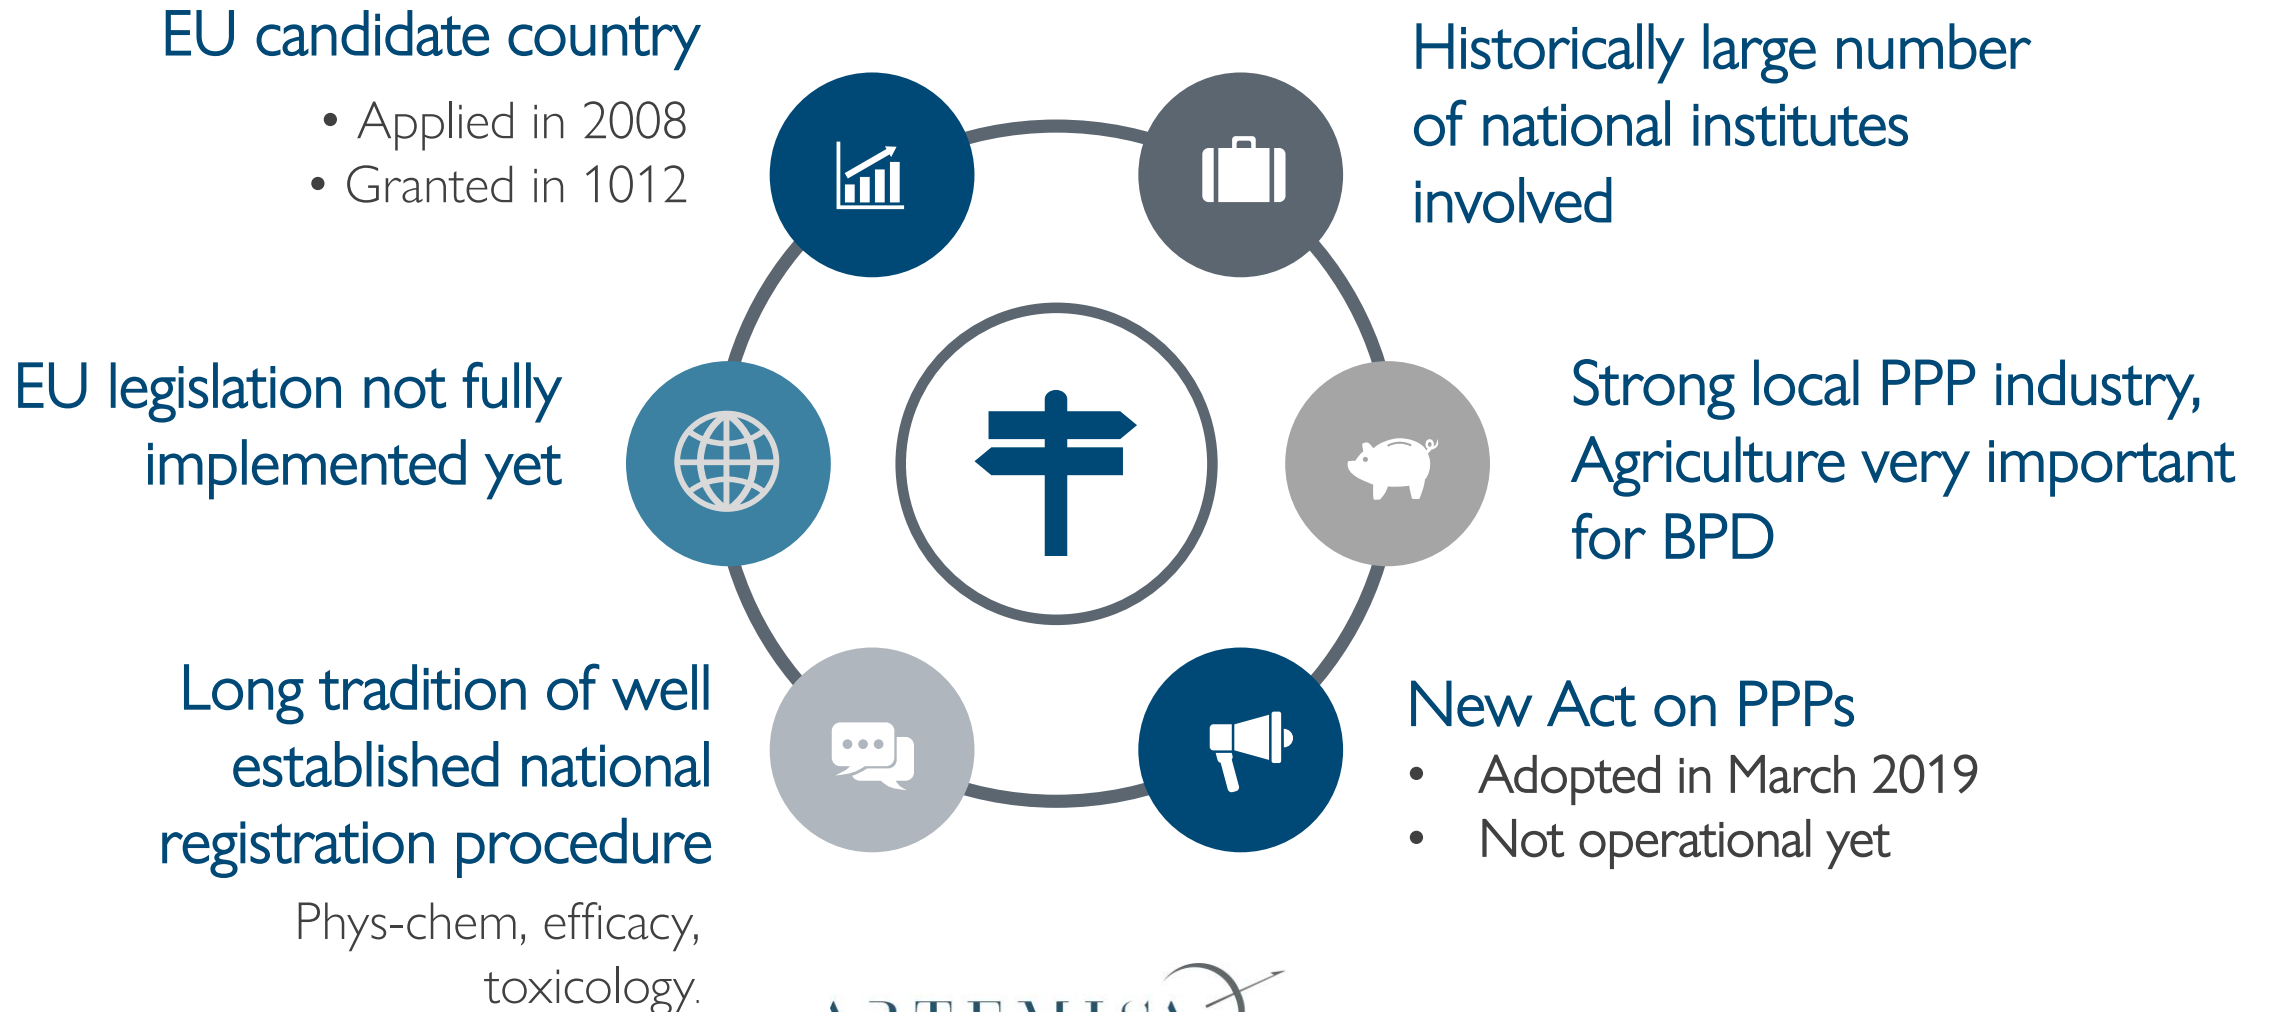 EU candidate country
• Applied in 2008
• Granted in 1012
EU legislation not fully
implemented yet
Long tradition of well
established national
registration procedure
Phys-chem, efficacy,
toxicology.
Historically large number
of national institutes
involved
Strong local PPP industry,
Agriculture very important
for BPD
New Act on PPPs
• Adopted in March 2019
• Not operational yet